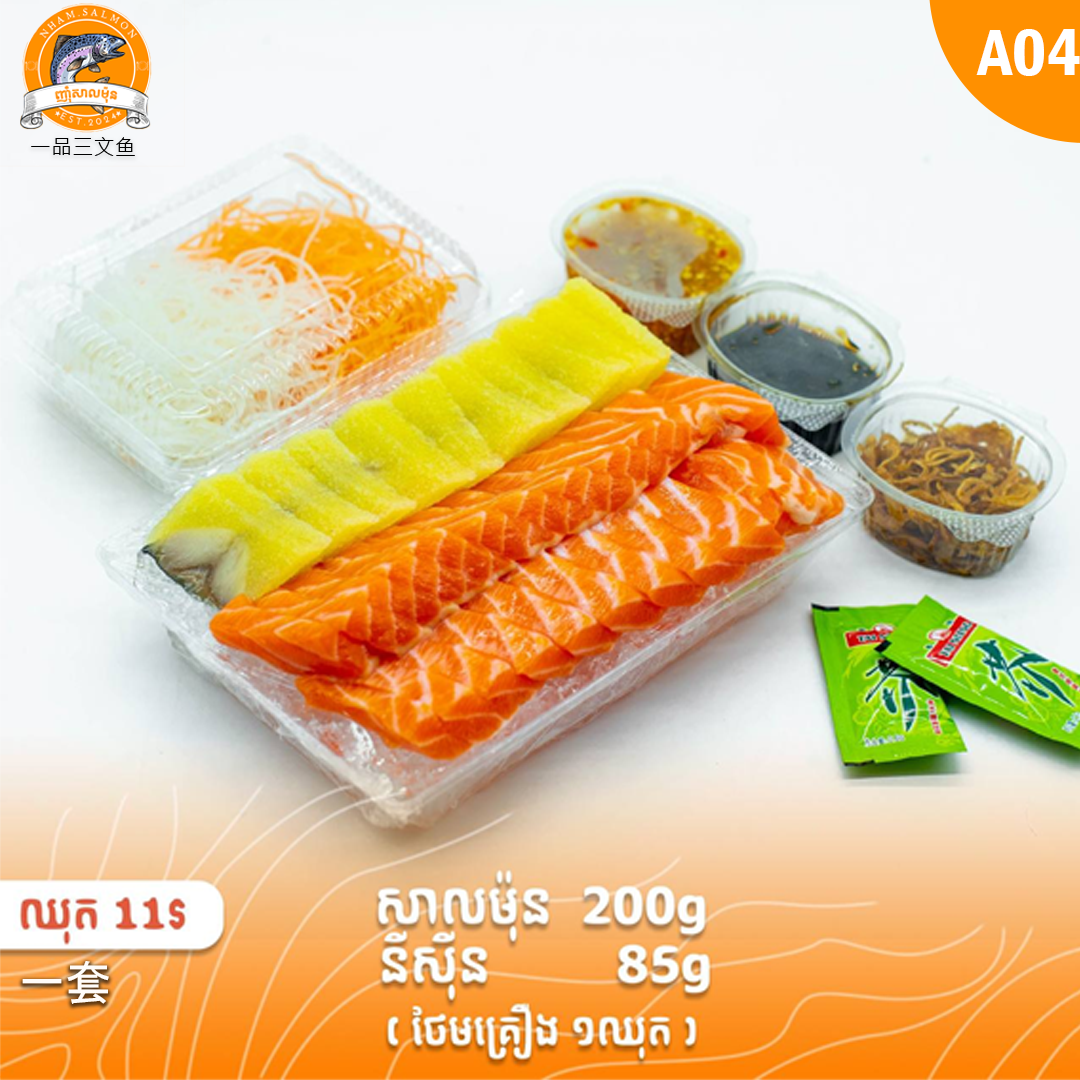 NHAM SALMON
ញ៉ាំសាលម៉ុន
EST.2024
一品三文鱼
A04
ឈុត 11$
一套
សាលម៉ុន 200g
នីស៊ីន 85g
( ថែមគ្រឿង ១ឈុត )